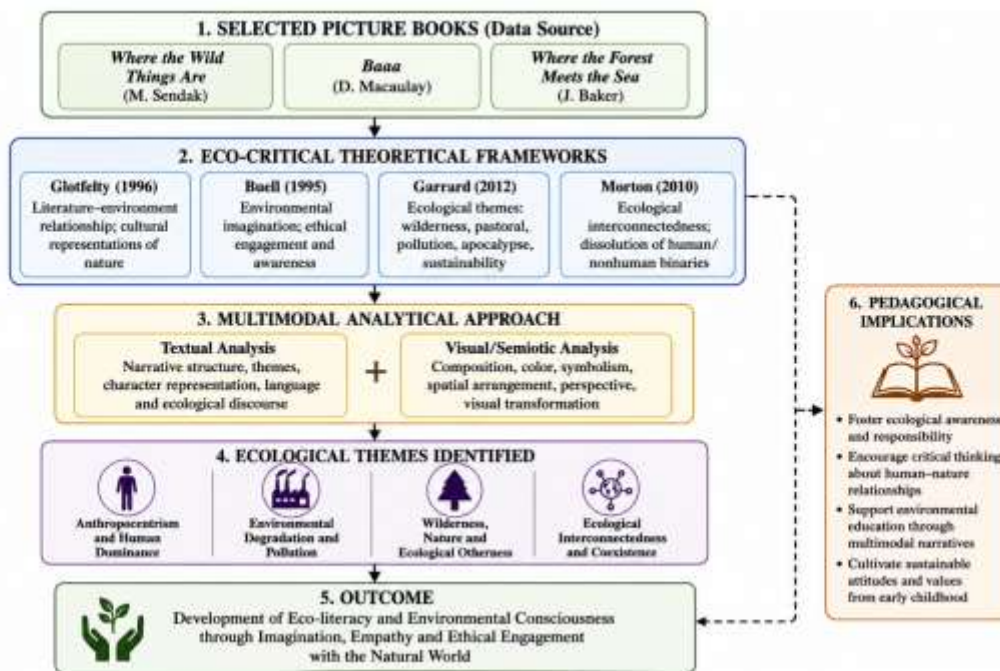 1. SELECTED PICTURE BOOKS (Data Source)
Where the Wild
Things Are
(M. Sendak)
Baaa
(D. Macaulay)
Where the Forest
Meets the Sea
(J. Baker)
2. ECO-CRITICAL THEORETICAL FRAMEWORKS
Glotfelty (1996)
Literature–environment
relationship; cultural
representations of
nature
Buell (1995)
Environmental
imagination; ethical
engagement and
awareness
Garrard (2012)
Ecological themes:
wilderness, pastoral,
pollution, apocalypse,
sustainability
Morton (2010)
Ecological
interconnectedness;
dissolution of human/
nonhuman binaries
3. MULTIMODAL ANALYTICAL APPROACH
Textual Analysis
Narrative structure, themes,
character representation, language
and ecological discourse
+
Visual/Semiotic Analysis
Composition, color, symbolism,
spatial arrangement, perspective,
visual transformation
4. ECOLOGICAL THEMES IDENTIFIED
Anthropocentrism
and Human
Dominance
Environmental
Degradation and
Pollution
Wilderness,
Nature and
Ecological Otherness
Ecological
Interconnectedness
and Coexistence
5. OUTCOME
Development of Eco-literacy and Environmental Consciousness
through Imagination, Empathy and Ethical Engagement
with the Natural World
6. PEDAGOGICAL
IMPLICATIONS
• Foster ecological awareness
and responsibility
• Encourage critical thinking
about human–nature
relationships
• Support environmental
education through
multimodal narratives
• Cultivate sustainable
attitudes and values
from early childhood